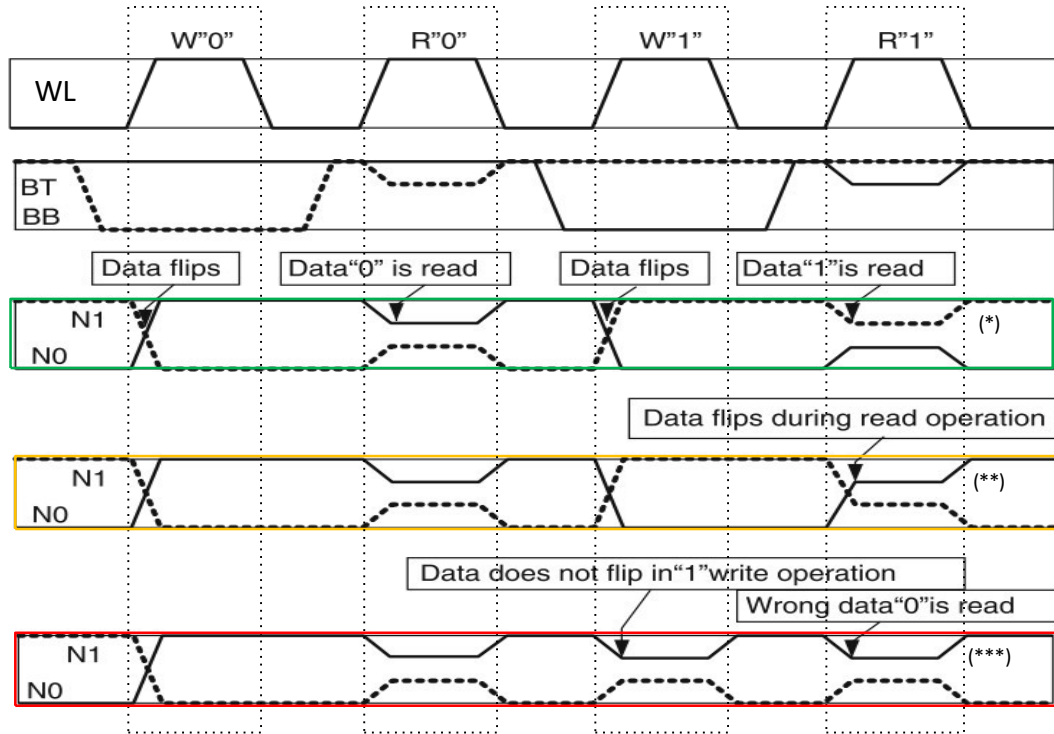 W"0" R"0" W"1" R"1"
WL
BT
BB
Data flips Data“0” is read Data flips Data“1”is read
N1 (*)
N0
Data flips during read operation
N1 (**)
N0
Data does not flip in“1”write operation
Wrong data“0”is read
N1 (***)
N0